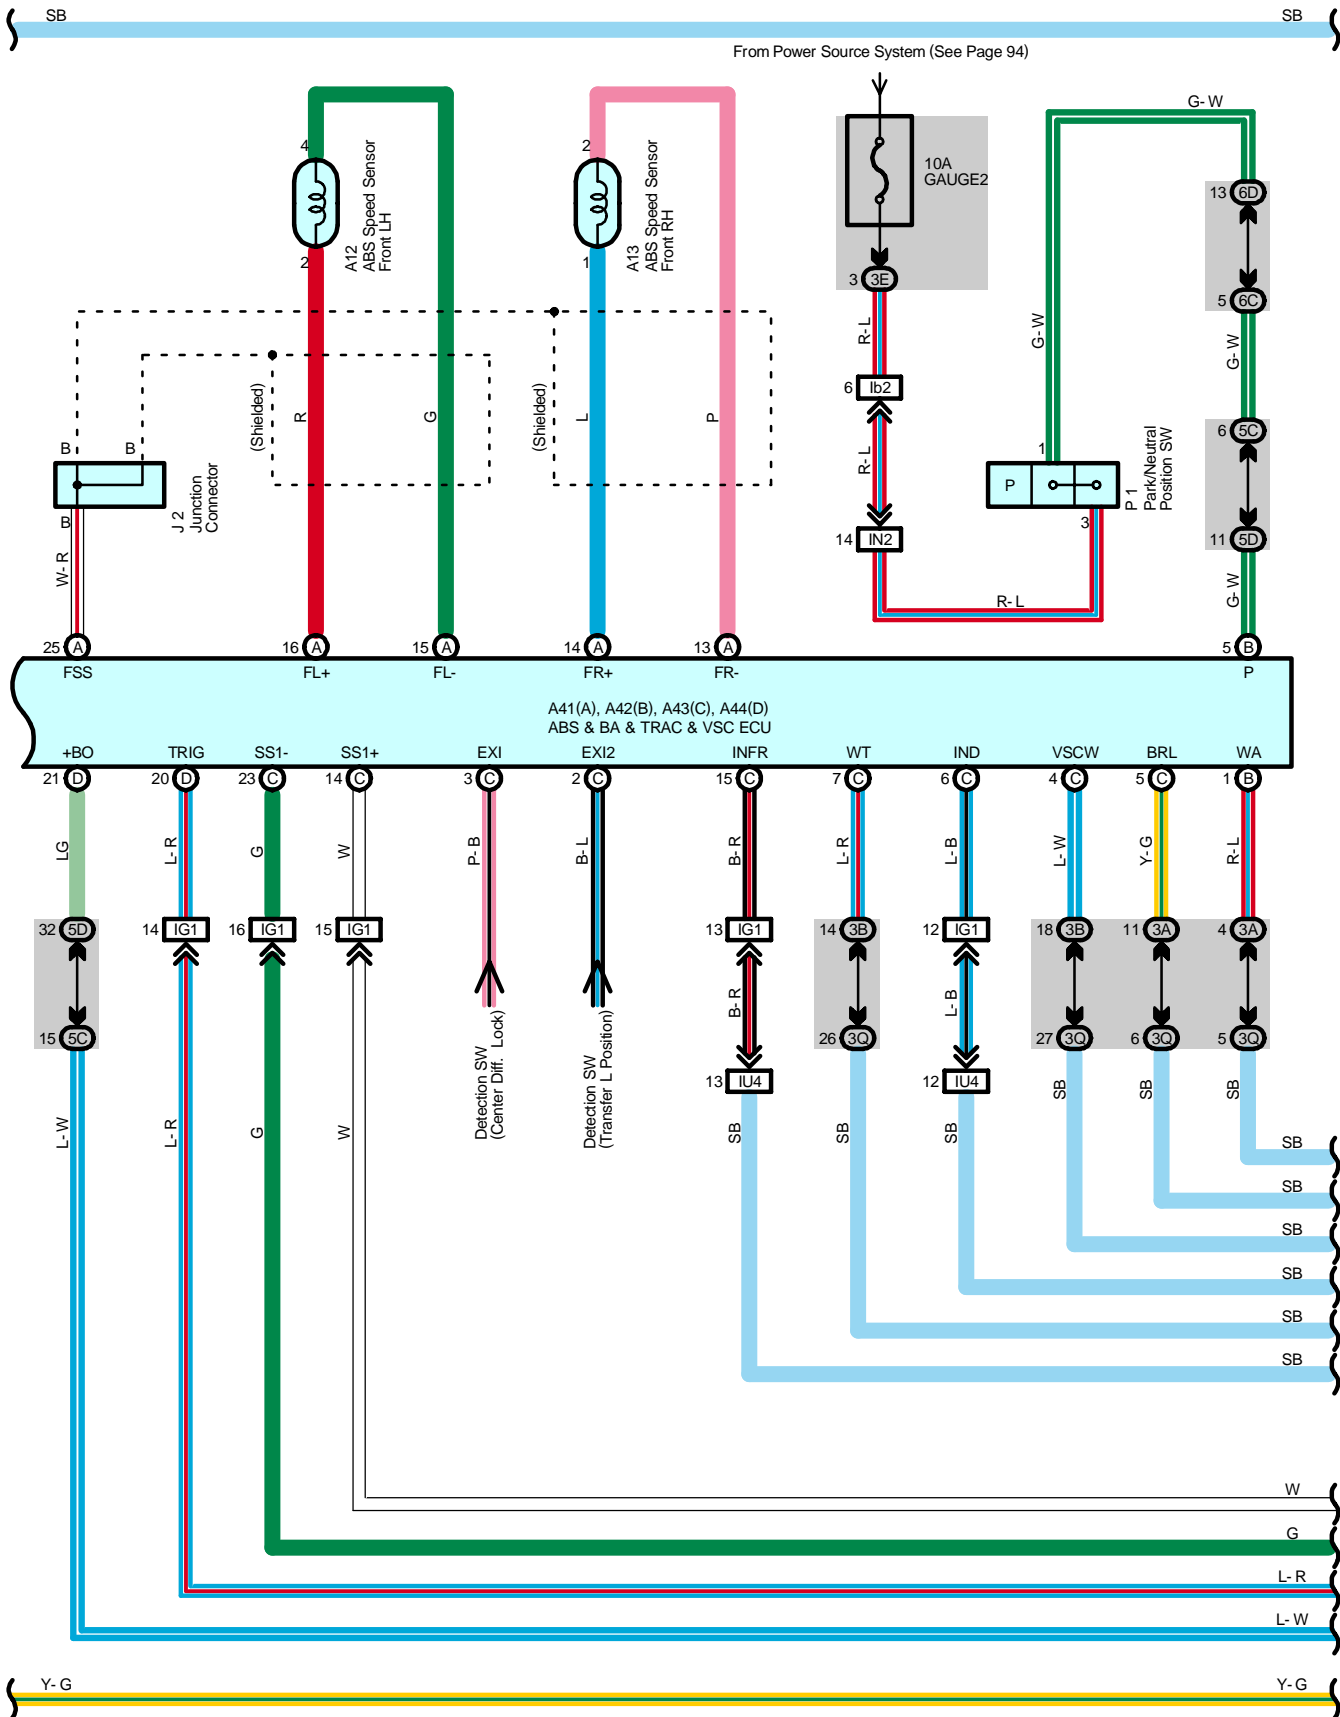 SB
SB
From Power Source System (See Page 94)
G- W
10A
GAUGE2
13 6D
4
A12
ABS Speed Sensor
Front LH
2
2
A13
ABS Speed Sensor
Front RH
1
3 3E
5 6C
R- L
G- W
G- W
6 Ib2
(Shielded)
R
G
(Shielded)
L
P
R- L
6 5C
B
B
B
J 2
Junction
Connector
1
P
3
P 1
Park/Neutral
Position SW
14 IN2
11 5D
W- R
R- L
G- W
25 A
16 A
15 A
14 A
13 A
5 B
FSS
FL+
FL-
FR+
FR-
P
A41(A), A42(B), A43(C), A44(D)
ABS & BA & TRAC & VSC ECU
+BO
TRIG
SS1-
SS1+
EXI
EXI2
INFR
WT
IND
VSCW
BRL
WA
21 D
20 D
23 C
14 C
3 C
2 C
15 C
7 C
6 C
4 C
5 C
1 B
LG
L- R
G
W
P- B
B- L
B- R
L- R
L- B
L- W
Y- G
R- L
32 5D
14 IG1
16 IG1
15 IG1
13 IG1
14 3B
12 IG1
18 3B
11 3A
4 3A
B- R
L- B
15 5C
26 3Q
27 3Q
6 3Q
5 3Q
13 IU4
12 IU4
Detection SW
(Center Diff. Lock)
Detection SW
(Transfer L Position)
L- W
L- R
G
W
SB
SB
SB
SB
SB
SB
SB
SB
SB
SB
SB
SB
W
G
L- R
L- W
Y- G
Y- G